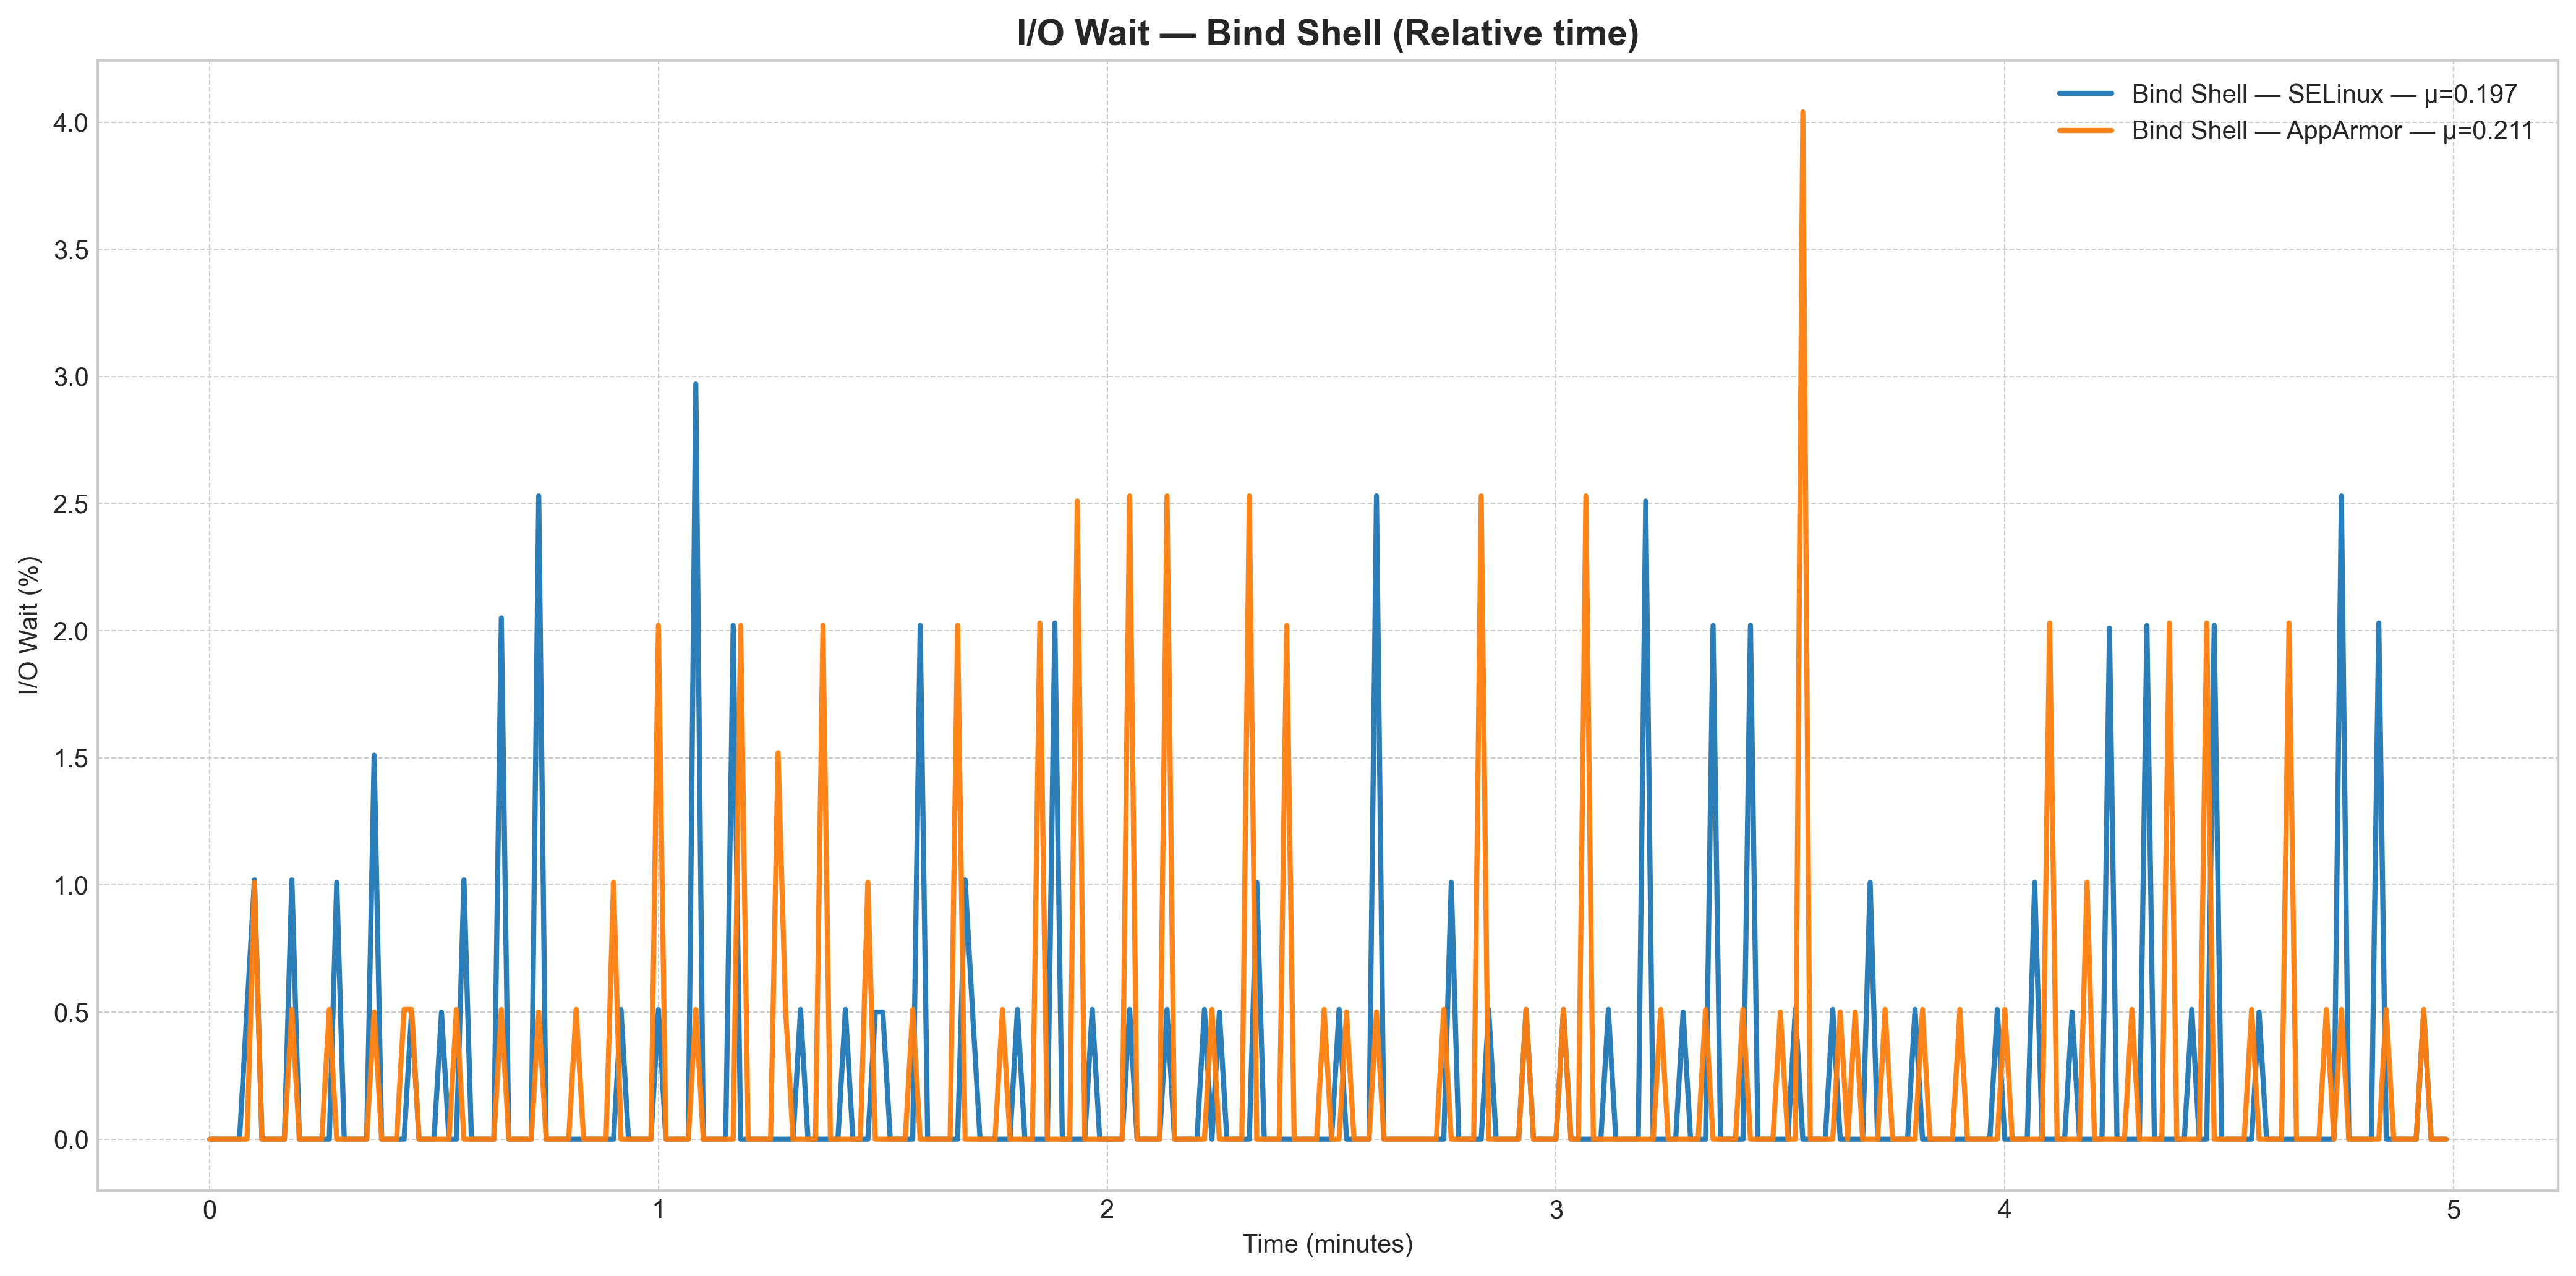 I/O Wait — Bind Shell (Relative time)
Bind Shell — SELinux — μ=0.197
Bind Shell — AppArmor — μ=0.211
4.0
3.5
3.0
2.5
2.0
1.5
1.0
0.5
0.0
I/O Wait (%)
0 1 2 3 4 5
Time (minutes)